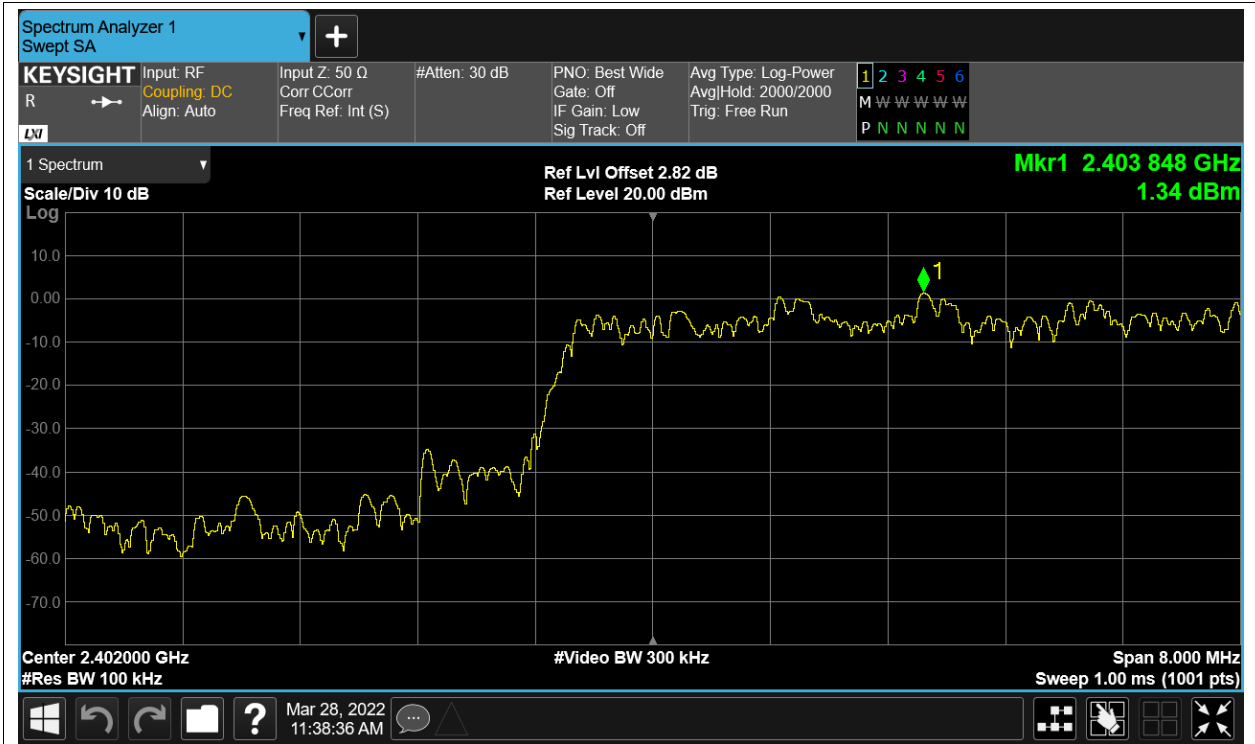 Spectrum Analyzer 1
Swept SA
+
KEYSIGHT Input: RF Input Z: 50 Ω #Atten: 30 dB PNO: Best Wide Avg Type: Log-Power 1 2 3 4 5 6
R Coupling: DC Corr CCorr Gate: Off Avg|Hold: 2000/2000 M W W W W W
Align: Auto Freq Ref: Int (S) IF Gain: Low Trig: Free Run
LXI Sig Track: Off P N N N N N
1 Spectrum
Ref Lvl Offset 2.82 dB
Mkr1 2.403 848 GHz
Scale/Div 10 dB Ref Level 20.00 dBm 1.34 dBm
Log
10.0
1
0.00
-10.0
-20.0
-30.0
-40.0
-50.0
-60.0
-70.0
Center 2.402000 GHz #Video BW 300 kHz Span 8.000 MHz
#Res BW 100 kHz Sweep 1.00 ms (1001 pts)
? Mar 28, 2022
11:38:36 AM